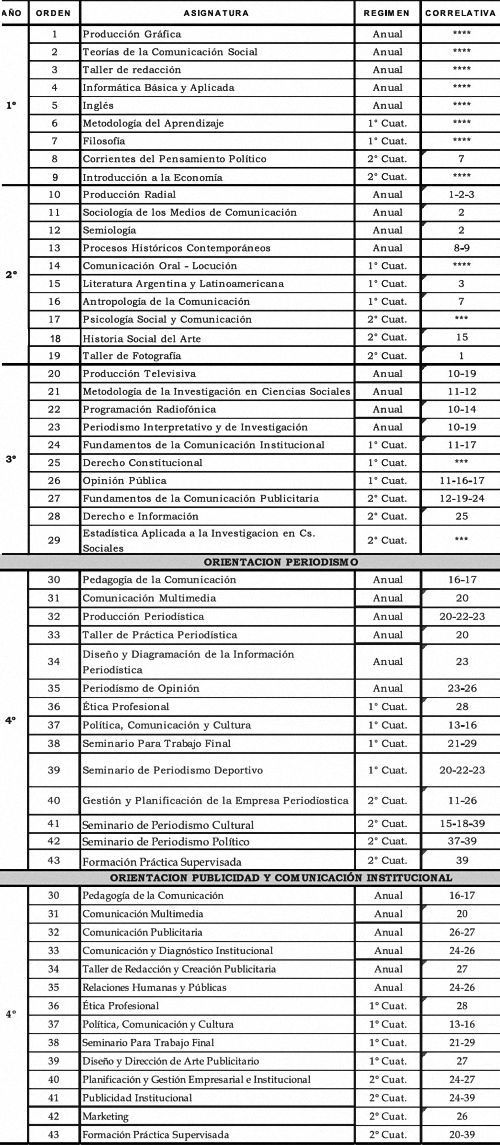 AÑO ORDEN ASIGNATURA REGIMEN CORRELATIVA
1 Producción Gráfica Anual ****
2 Teorías de la Comunicación Social Anual ****
3 Taller de redacción Anual ****
4 Informática Básica y Aplicada Anual ****
1° 5 Inglés Anual ****
6 Metodología del Aprendizaje 1° Cuat. ****
7 Filosofía 1° Cuat. ****
8 Corrientes del Pensamiento Político 2° Cuat. 7
9 Introducción a la Economía 2° Cuat. ****
10 Producción Radial Anual 1-2-3
11 Sociología de los Medios de Comunicación Anual 2
12 Semiología Anual 2
13 Procesos Históricos Contemporáneos Anual 8-9
14 Comunicación Oral - Locución 1° Cuat. ****
2° 15 Literatura Argentina y Latinoamericana 1° Cuat. 3
16 Antropología de la Comunicación 1° Cuat. 7
17 Psicología Social y Comunicación 2° Cuat. ***
18 Historia Social del Arte 2° Cuat. 15
19 Taller de Fotografía 2° Cuat. 1
20 Producción Televisiva Anual 10-19
21 Metodología de la Investigación en Ciencias Sociales Anual 11-12
22 Programación Radiofónica Anual 10-14
23 Periodismo Interpretativo y de Investigación Anual 10-19
24 Fundamentos de la Comunicación Institucional 1° Cuat. 11-17
3° 25 Derecho Constitucional 1° Cuat. ***
26 Opinión Pública 1° Cuat. 11-16-17
27 Fundamentos de la Comunicación Publicitaria 2° Cuat. 12-19-24
28 Derecho e Información 2° Cuat. 25
29 Estadística Aplicada a la Investigacion en Cs. 2° Cuat. ***
Sociales
ORIENTACION PERIODISMO
30 Pedagogía de la Comunicación Anual 16-17
31 Comunicación Multimedia Anual 20
32 Producción Periodística Anual 20-22-23
33 Taller de Práctica Periodística Anual 20
34 Diseño y Diagramación de la Información Anual 23
Periodística
35 Periodismo de Opinión Anual 23-26
36 Ética Profesional 1° Cuat. 28
4° 37 Política, Comunicación y Cultura 1° Cuat. 13-16
38 Seminario Para Trabajo Final 1° Cuat. 21-29
39 Seminario de Periodismo Deportivo 1° Cuat. 20-22-23
40 Gestión y Planificación de la Empresa Periodíostica 2° Cuat. 11-26
41 Seminario de Periodismo Cultural 2° Cuat. 15-18-39
42 Seminario de Periodismo Político 2° Cuat. 37-39
43 Formación Práctica Supervisada 2° Cuat. 39
ORIENTACION PUBLICIDAD Y COMUNICACIÓN INSTITUCIONAL
30 Pedagogía de la Comunicación Anual 16-17
31 Comunicación Multimedia Anual 20
32 Comunicación Publicitaria Anual 26-27
33 Comunicación y Diagnóstico Institucional Anual 24-26
34 Taller de Redacción y Creación Publicitaria Anual 27
35 Relaciones Humanas y Públicas Anual 24-26
4° 36 Ética Profesional 1° Cuat. 28
37 Política, Comunicación y Cultura 1° Cuat. 13-16
38 Seminario Para Trabajo Final 1° Cuat. 21-29
39 Diseño y Dirección de Arte Publicitario 1° Cuat. 27
40 Planificación y Gestión Empresarial e Institucional 2° Cuat. 24-27
41 Publicidad Institucional 2° Cuat. 24-39
42 Marketing 2° Cuat. 26
43 Formación Práctica Supervisada 2° Cuat. 20-39